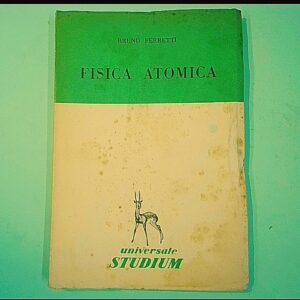 BRUNO FERRETTI
FISICA ATOMICA
universale
STUDIUM